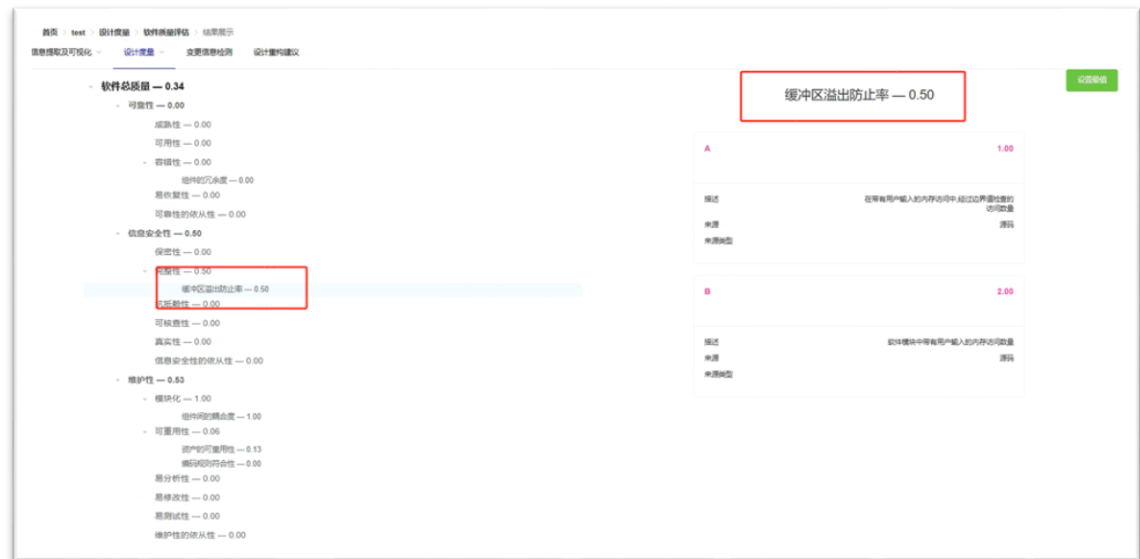 首页 > test > 设计度量 > 软件质量评估 > 结果展示
信息提取及可视化 设计度量 变更信息检测 设计重构建议
设置最值
软件总质量 — 0.34
可靠性 — 0.00
成熟性 — 0.00
可用性 — 0.00
容错性 — 0.00
组件的冗余度 — 0.00
易恢复性 — 0.00
可靠性的依从性 — 0.00
信息安全性 — 0.50
保密性 — 0.00
完整性 — 0.50
缓冲区溢出防止率 — 0.50
抗抵赖性 — 0.00
可核查性 — 0.00
真实性 — 0.00
信息安全性的依从性 — 0.00
维护性 — 0.53
模块化 — 1.00
组件间的耦合度 — 1.00
可重用性 — 0.06
资产的可重用性 — 0.13
编码规则符合性 — 0.00
易分析性 — 0.00
易修改性 — 0.00
易测试性 — 0.00
维护性的依从性 — 0.00
缓冲区溢出防止率 — 0.50
A 1.00
描述 在带有用户输入的内存访问中,经过边界值检查的
访问数量
来源 源码
来源类型
B 2.00
描述 软件模块中带有用户输入的内存访问数量
来源 源码
来源类型